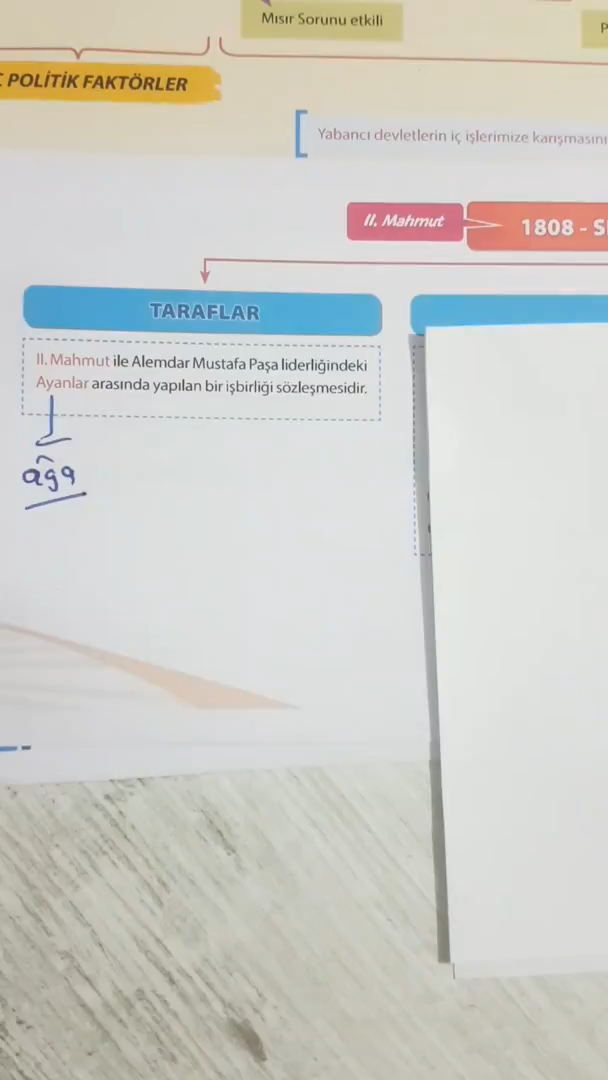 Mısır Sorunu etkili
POLİTİK FAKTÖRLER
Yabancı devletlerin iç işlerimize karışmasını
II. Mahmut
1808 - S
TARAFLAR
II. Mahmut ile Alemdar Mustafa Paşa liderliğindeki
Ayanlar arasında yapılan bir işbirliği sözleşmesidir.
ağa